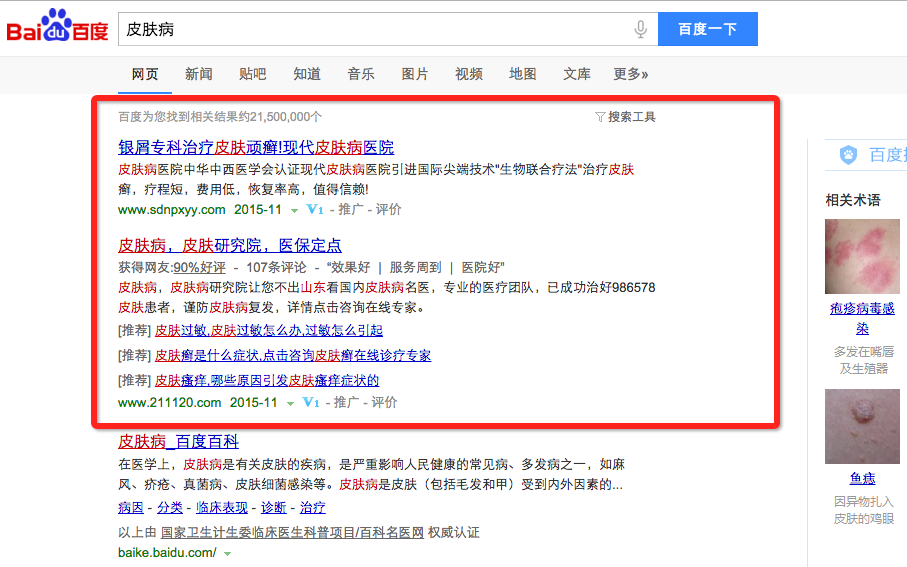 Bai du 百度
皮肤病
百度一下
网页 新闻 贴吧 知道 音乐 图片 视频 地图 文库 更多»
百度为您找到相关结果约21,500,000个
搜索工具
银屑专科治疗皮肤顽癣!现代皮肤病医院
皮肤病医院中华中西医学会认证现代皮肤病医院引进国际尖端技术"生物联合疗法"治疗皮肤
癣，疗程短，费用低，恢复率高，值得信赖!
www.sdnpxyy.com 2015-11 V1 - 推广 - 评价
皮肤病，皮肤研究院，医保定点
获得网友:90%好评 - 107条评论 - “效果好 | 服务周到 | 医院好”
皮肤病，皮肤病研究院让您不出山东看国内皮肤病名医，专业的医疗团队，已成功治好986578
皮肤患者，谨防皮肤病复发，详情点击咨询在线专家。
[推荐] 皮肤过敏,皮肤过敏怎么办,过敏怎么引起
[推荐] 皮肤癣是什么症状,点击咨询皮肤癣在线诊疗专家
[推荐] 皮肤瘙痒,哪些原因引发皮肤瘙痒症状的
www.211120.com 2015-11 V1 - 推广 - 评价
皮肤病_百度百科
在医学上，皮肤病是有关皮肤的疾病，是严重影响人民健康的常见病、多发病之一，如麻
风、疥疮、真菌病、皮肤细菌感染等。皮肤病是皮肤（包括毛发和甲）受到内外因素的...
病因 - 分类 - 临床表现 - 诊断 - 治疗
以上由 国家卫生计生委临床医生科普项目/百科名医网 权威认证
baike.baidu.com/
百度
相关术语
疱疹病毒感
染
多发在嘴唇
及生殖器
鱼痣
因异物扎入
皮肤的鸡眼